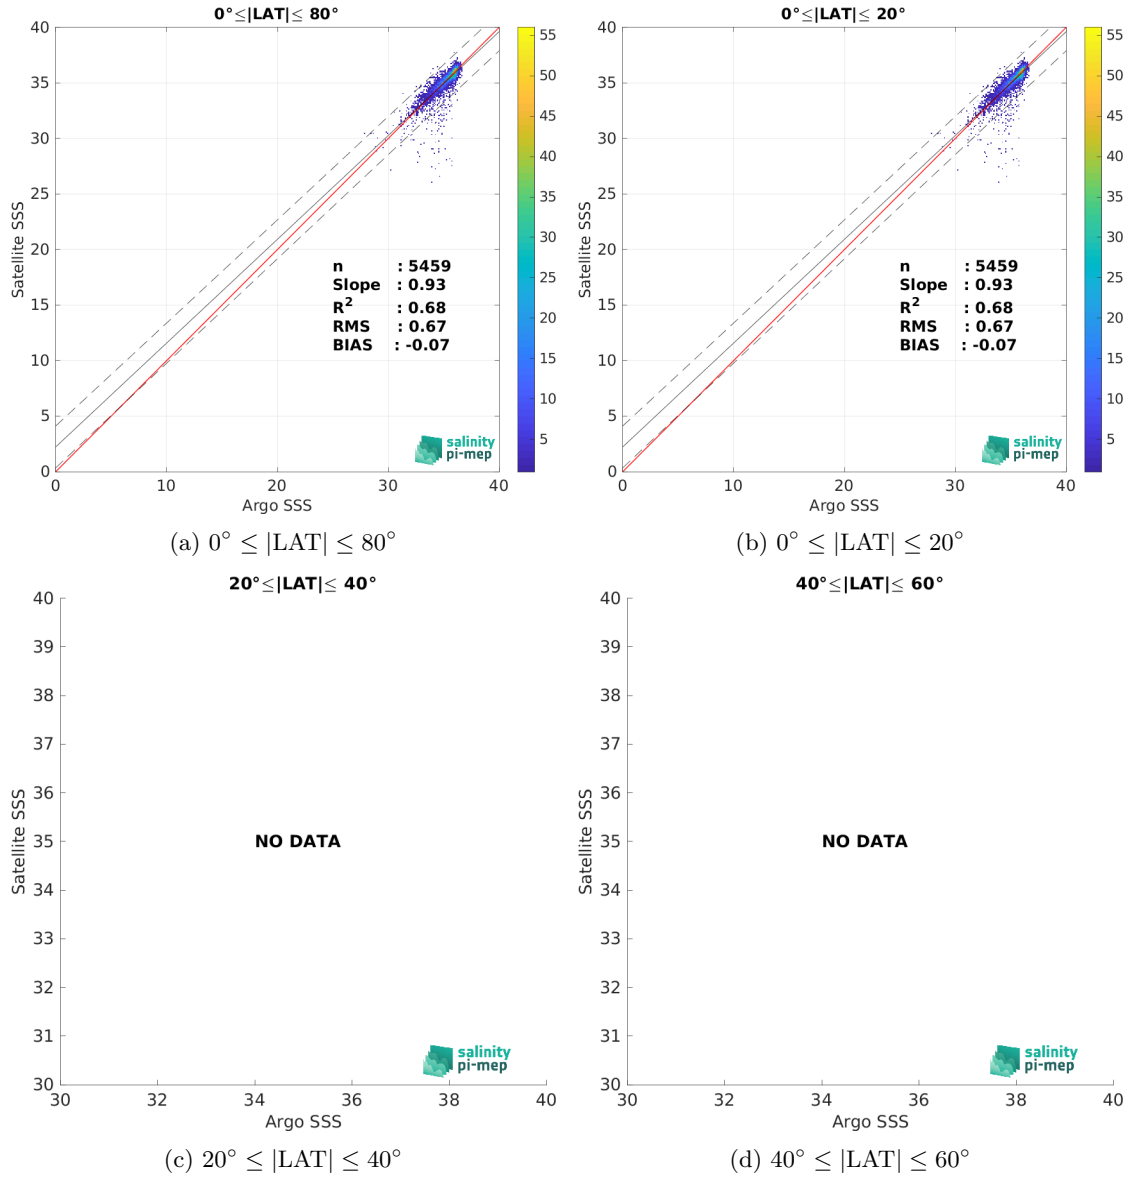 0°≤|LAT|≤ 80°
40
35
30
25
20
15
10
5
0
Satellite SSS
0
10
20
30
40
Argo SSS
n : 5459
Slope : 0.93
R² : 0.68
RMS : 0.67
BIAS : -0.07
salinity
pi-mep
55
50
45
40
35
30
25
20
15
10
5
(a) 0° ≤ |LAT| ≤ 80°
0°≤|LAT|≤ 20°
40
35
30
25
20
15
10
5
0
Satellite SSS
0
10
20
30
40
Argo SSS
n : 5459
Slope : 0.93
R² : 0.68
RMS : 0.67
BIAS : -0.07
salinity
pi-mep
55
50
45
40
35
30
25
20
15
10
5
(b) 0° ≤ |LAT| ≤ 20°
20°≤|LAT|≤ 40°
40
39
38
37
36
35
34
33
32
31
30
Satellite SSS
NO DATA
salinity
pi-mep
30
32
34
36
38
40
Argo SSS
(c) 20° ≤ |LAT| ≤ 40°
40°≤|LAT|≤ 60°
40
39
38
37
36
35
34
33
32
31
30
Satellite SSS
NO DATA
salinity
pi-mep
30
32
34
36
38
40
Argo SSS
(d) 40° ≤ |LAT| ≤ 60°